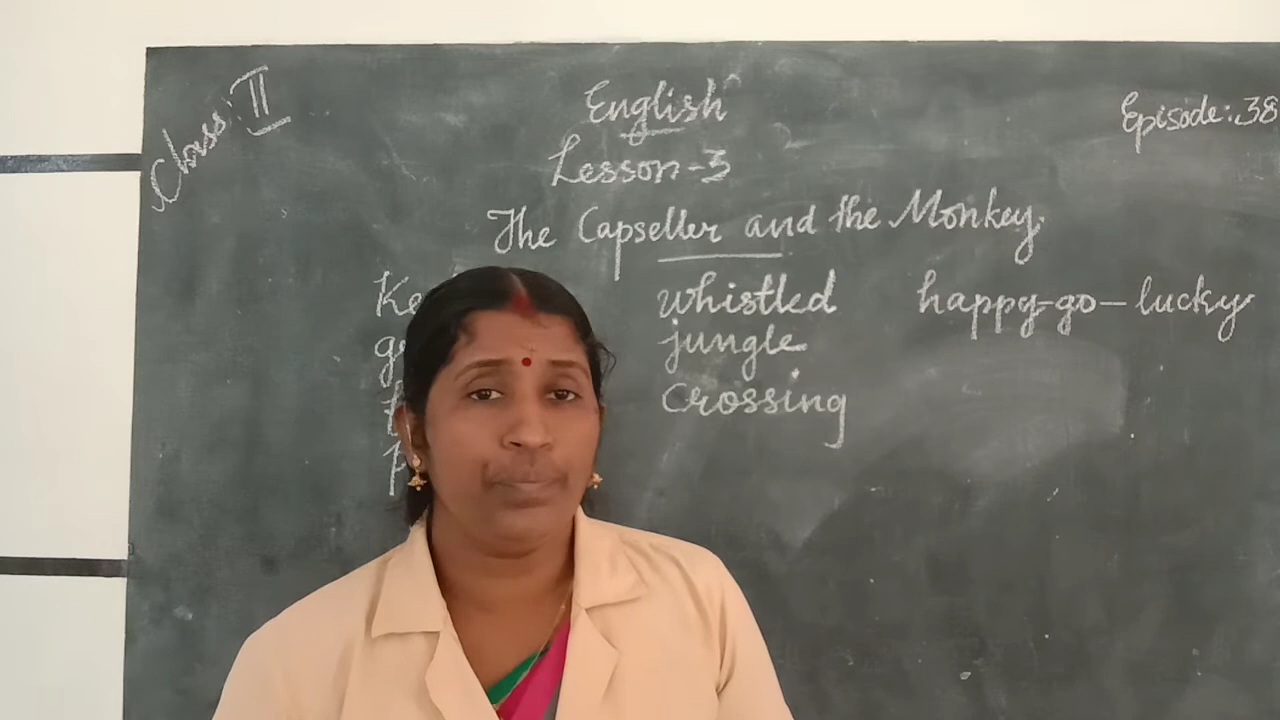 Class: II
English
Episode: 38
Lesson-3
The Capseller and the Monkey.
whistled happy-go-lucky
jungle
crossing